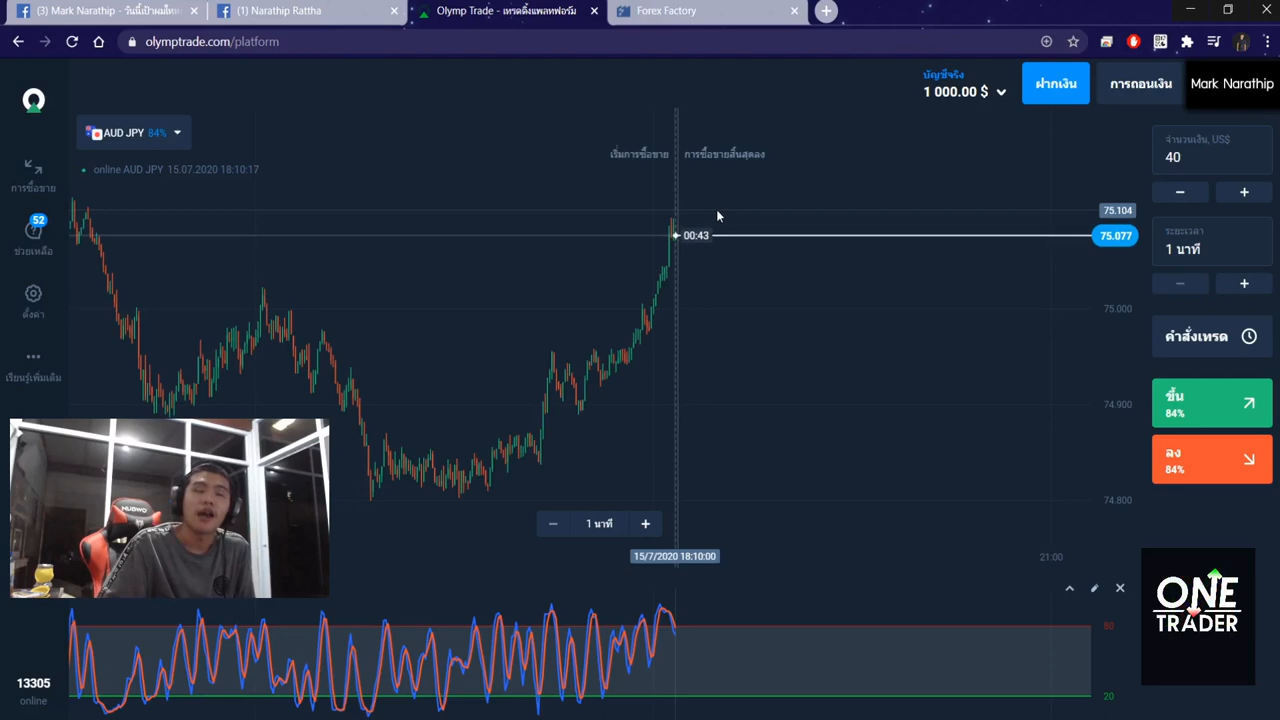 (3) Mark Narathip - วันนี้เป้าผมให
(1) Narathip Rattha
Olymp Trade - เทรดดิ้งแพลทฟอร์ม
Forex Factory
olymptrade.com/platform
บัญชีจริง
1 000.00 $
ฝากเงิน
การถอนเงิน
Mark Narathip
AUD JPY 84%
online AUD JPY 15.07.2020 18:10:17
เริ่มการซื้อขาย
การซื้อขายสิ้นสุดลง
การซื้อขาย
52
ช่วยเหลือ
ตั้งค่า
เรียนรู้เพิ่มเติม
00:43
75.104
75.077
75.000
74.900
74.800
จำนวนเงิน, US$
40
ระยะเวลา
1 นาที
คำสั่งเทรด
ขึ้น
84%
ลง
84%
MUGWO
1 นาที
15/7/2020 18:10:00
21:00
80
20
ONE
TRADER
13305
online